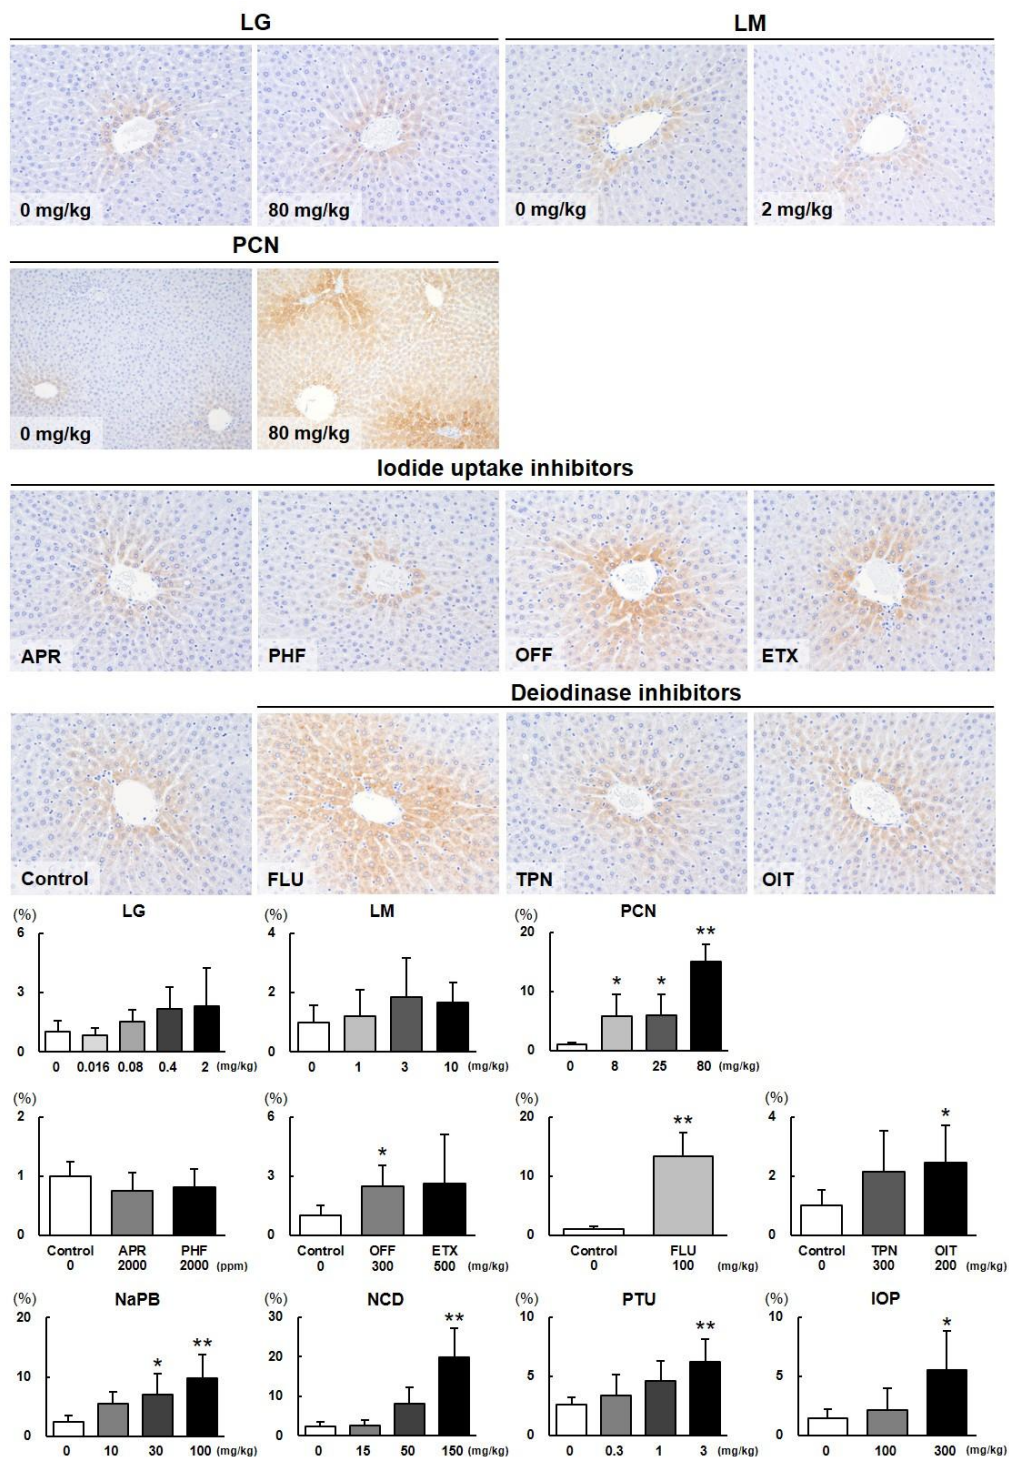 LG LM
0 mg/kg 80 mg/kg 0 mg/kg 2 mg/kg
PCN
0 mg/kg 80 mg/kg
Iodide uptake inhibitors
APR PHF OFF ETX
Deiodinase inhibitors
Control FLU TPN OIT
(%) LG (%) LM (%) PCN
6 4 20
** 
* *
3 2 10
0 0 0
0 0.016 0.08 0.4 2 (mg/kg) 0 1 3 10 (mg/kg) 0 8 25 80 (mg/kg)
(%) (%) (%) (%)
2 6 20 4
* ** *
1 3 10 2
0 0 0 0
Control APR PHF Control OFF ETX Control FLU Control TPN OIT
0 2000 2000 (ppm) 0 300 500 (mg/kg) 0 100 (mg/kg) 0 300 200 (mg/kg)
(%) NaPB (%) NCD (%) PTU (%) IOP
20 30 10 10
* ** ** ** *
20
10 5 5
10
0 0 0 0
0 10 30 100 (mg/kg) 0 15 50 150 (mg/kg) 0 0.3 1 3 (mg/kg) 0 100 300 (mg/kg)